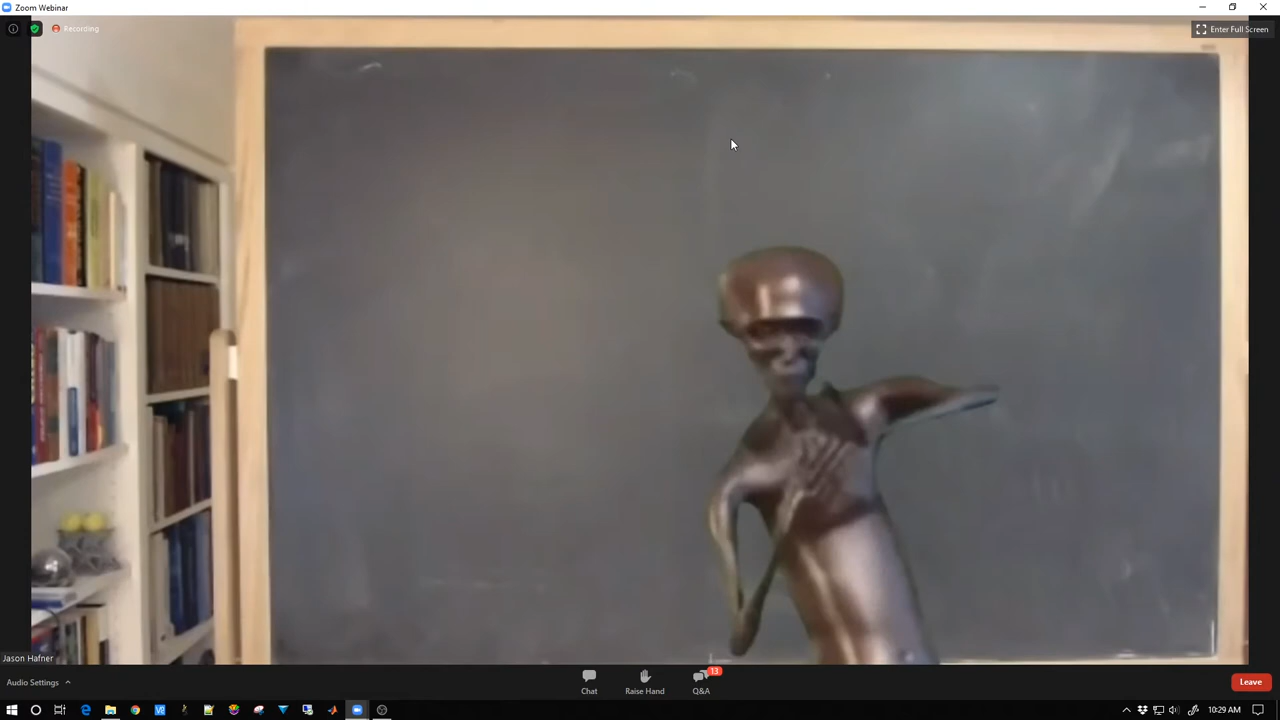 Zoom Webinar
Recording
Enter Full Screen
Jason Hafner
Audio Settings
Chat
Raise Hand
Q&A
13
Leave
10:29 AM